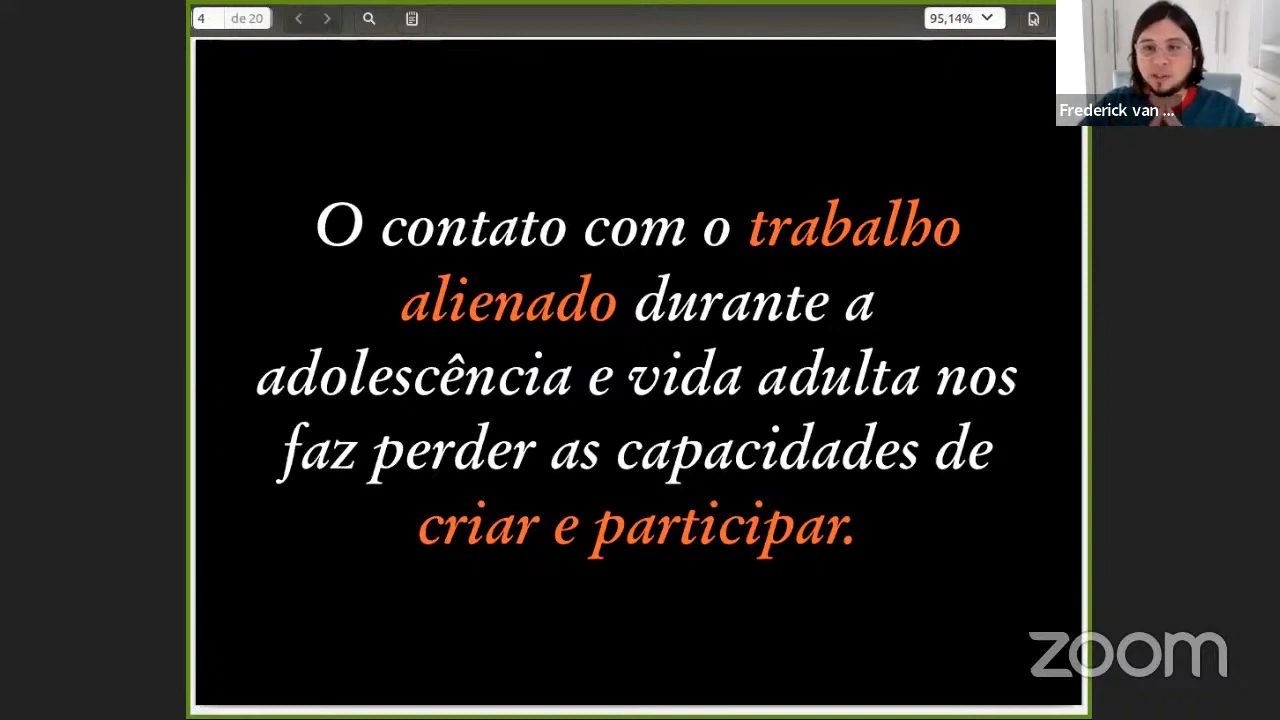 4 de 20
95,14%
Frederick van ...
O contato com o trabalho
alienado durante a
adolescência e vida adulta nos
faz perder as capacidades de
criar e participar.
zoom